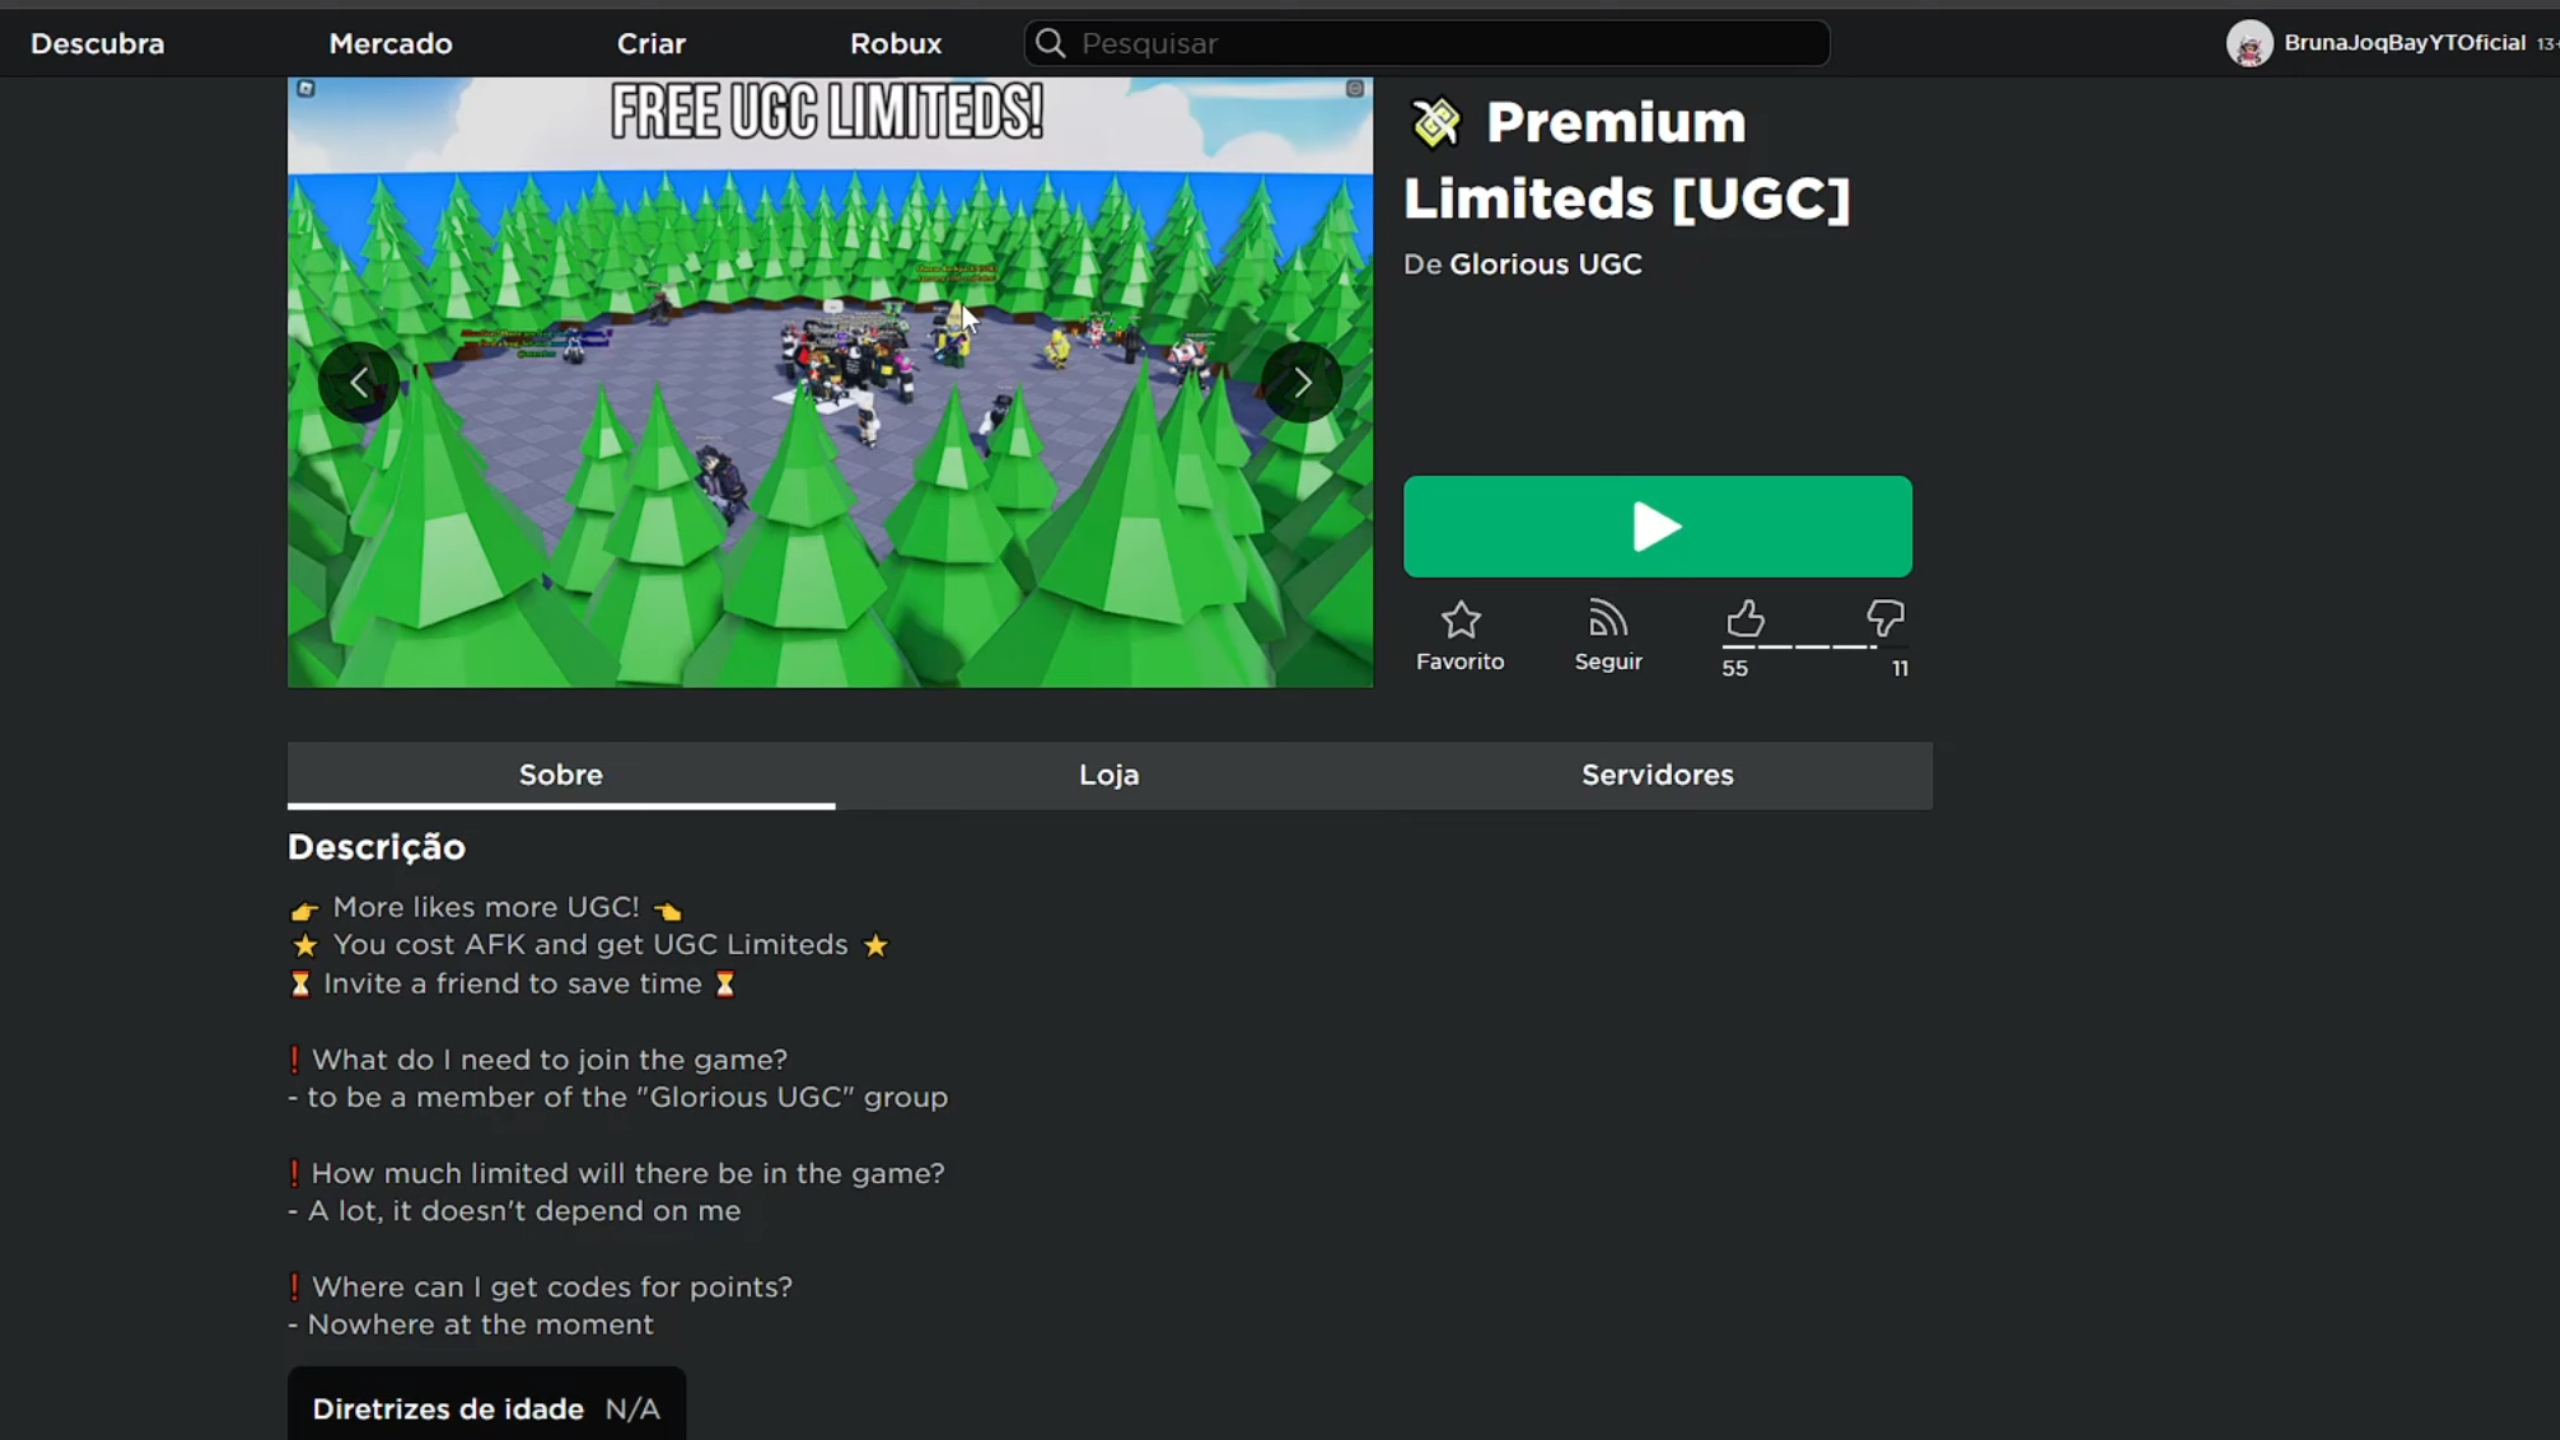 Descubra
Mercado
Criar
Robux
Pesquisar
BrunaJoqBayYTOficial
FREE UGC LIMITEDS!
Premium
Limiteds [UGC]
De Glorious UGC
Favorito
Seguir
55
11
Sobre
Loja
Servidores
Descrição
More likes more UGC!
You cost AFK and get UGC Limiteds
Invite a friend to save time
❗ What do I need to join the game?
- to be a member of the "Glorious UGC" group
❗ How much limited will there be in the game?
- A lot, it doesn't depend on me
❗ Where can I get codes for points?
- Nowhere at the moment
Diretrizes de idade N/A